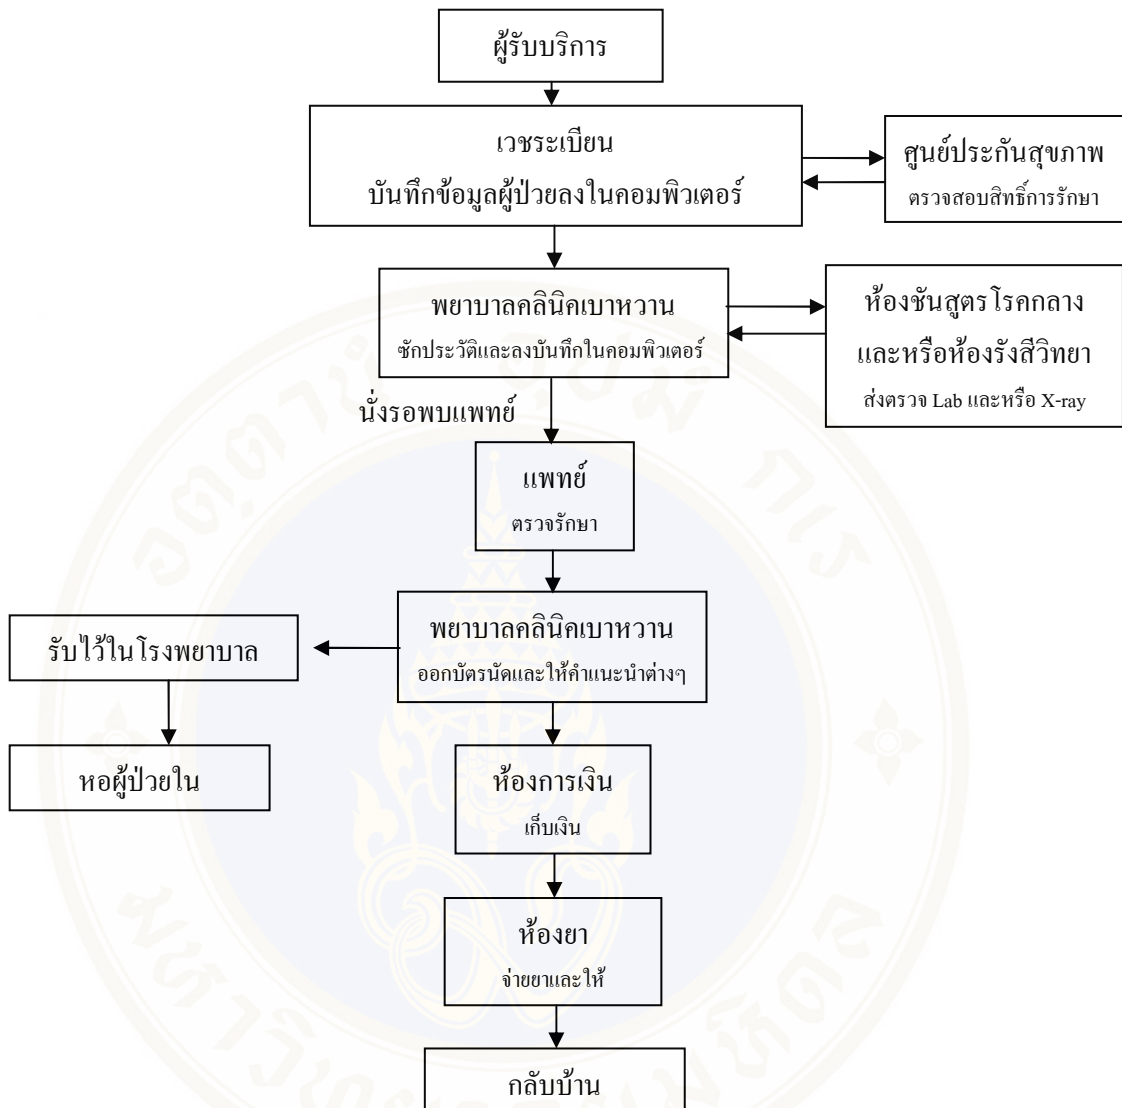 ผู้รับบริการ
เวชระเบียน
บันทึกข้อมูลผู้ป่วยลงในคอมพิวเตอร์
ศูนย์ประกันสุขภาพ
ตรวจสอบสิทธิ์การรักษา
พยาบาลคลินิคเบาหวาน
ซักประวัติและลงบันทึกในคอมพิวเตอร์
ห้องชันสูตรโรคกลาง
และหรือห้องรังสีวิทยา
ส่งตรวจ Lab และหรือ X-ray
นั่งรอพบแพทย์
แพทย์
ตรวจรักษา
พยาบาลคลินิคเบาหวาน
ออกบัตรนัดและให้คำแนะนำต่างๆ
รับไว้ในโรงพยาบาล
หอผู้ป่วยใน
ห้องการเงิน
เก็บเงิน
ห้องยา
จ่ายยาและให้
กลับบ้าน